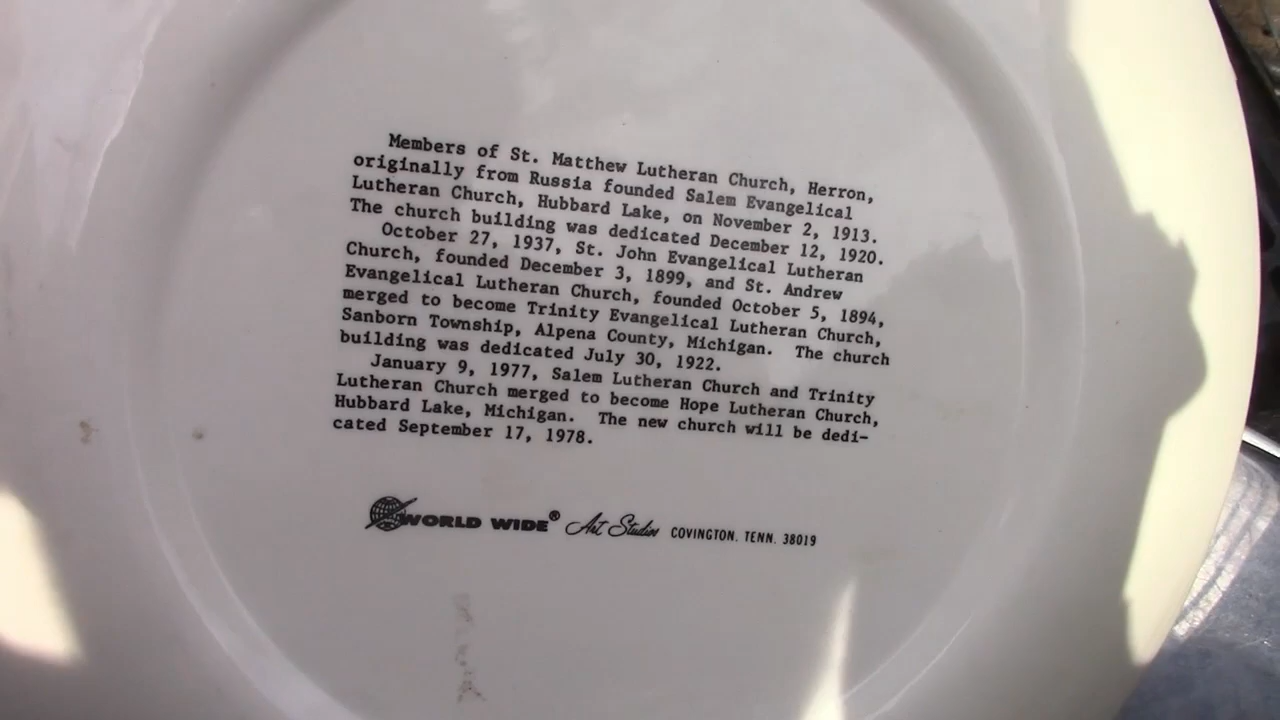 Members of St. Matthew Lutheran Church, Herron,
originally from Russia founded Salem Evangelical
Lutheran Church, Hubbard Lake, on November 2, 1913.
The church building was dedicated December 12, 1920.
October 27, 1937, St. John Evangelical Lutheran
Church, founded December 3, 1899, and St. Andrew
Evangelical Lutheran Church, founded October 5, 1894,
merged to become Trinity Evangelical Lutheran Church,
Sanborn Township, Alpena County, Michigan. The church
building was dedicated July 30, 1922.
January 9, 1977, Salem Lutheran Church and Trinity
Lutheran Church merged to become Hope Lutheran Church,
Hubbard Lake, Michigan. The new church will be dedi-
cated September 17, 1978.
WORLD WIDE® Art Studios COVINGTON. TENN. 38019